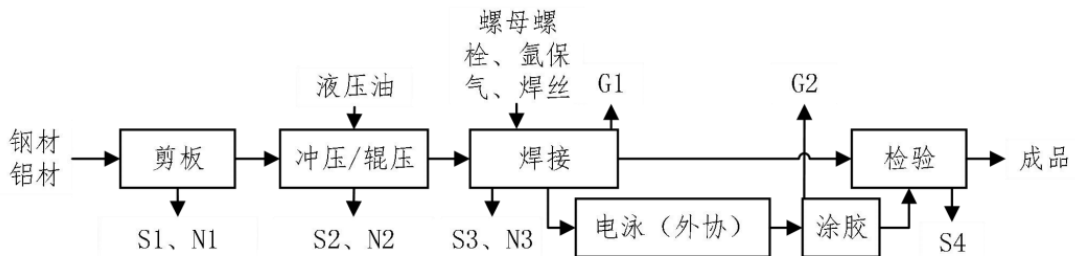 螺母螺
栓、氩保
气、焊丝
液压油
G1
G2
钢材
铝材
剪板
冲压/辊压
焊接
检验
成品
S1、N1
S2、N2
S3、N3
电泳（外协）
涂胶
S4